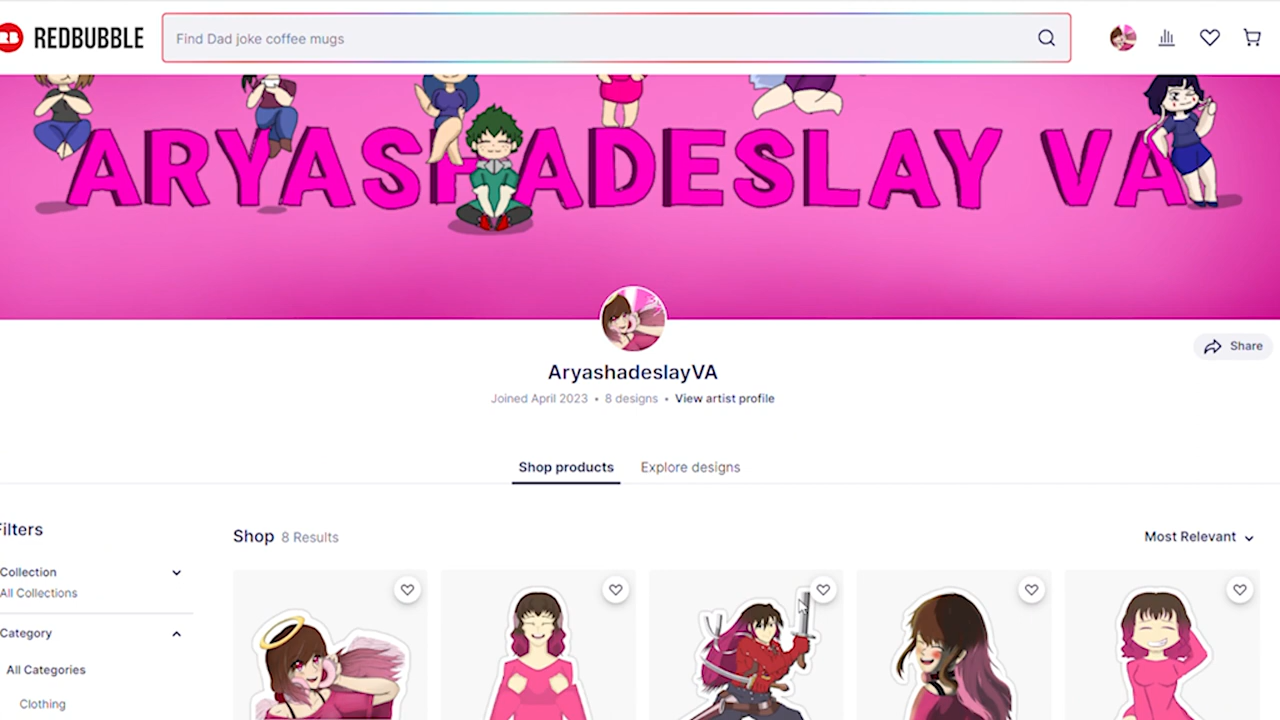 RB REDBUBBLE
Find Dad joke coffee mugs
ARYASHADESLAY VA
Share
AryashadeslayVA
Joined April 2023 • 8 designs • View artist profile
Shop products Explore designs
Filters
Shop 8 Results
Most Relevant
Collection
All Collections
Category
All Categories
Clothing